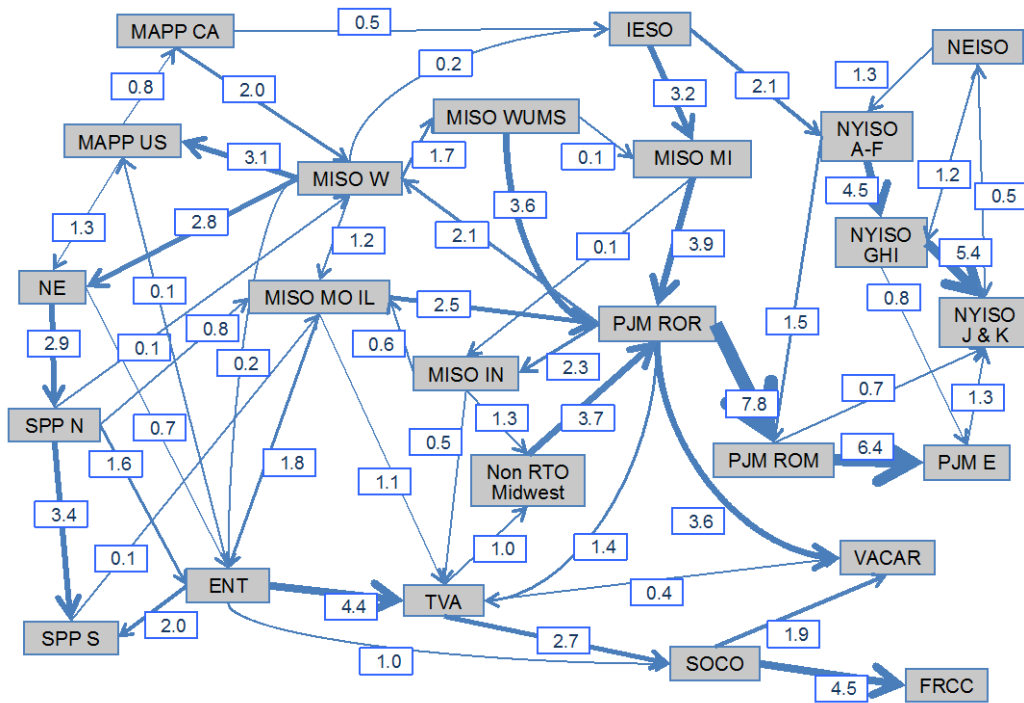 MAPP CA
0.5
IESO
NEISO
0.8
2.0
0.2
3.2
2.1
1.3
MAPP US
MISO WUMS
NYISO
A-F
3.1
MISO W
1.7
0.1
MISO MI
4.5
1.2
0.5
1.3
2.8
1.2
3.6
2.1
0.1
3.9
NYISO
GHI
5.4
NE
0.1
MISO MO IL
2.5
PJM ROR
1.5
0.8
NYISO
J & K
2.9
0.1
0.8
0.2
0.6
MISO IN
2.3
7.8
0.7
1.3
SPP N
0.7
0.5
1.3
3.7
PJM ROM
6.4
PJM E
1.6
1.8
1.1
Non RTO
Midwest
3.4
0.1
1.0
1.4
3.6
VACAR
ENT
4.4
TVA
0.4
SPP S
2.0
1.0
2.7
SOCO
1.9
4.5
FRCC